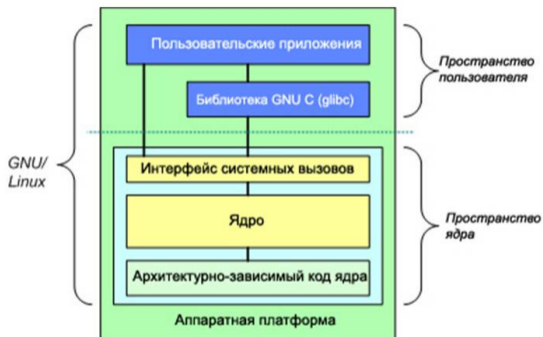 Пользовательские приложения
Библиотека GNU C (glibc)
Пространство
пользователя
GNU/
Linux
Интерфейс системных вызовов
Ядро
Архитектурно-зависимый код ядра
Пространство
ядра
Аппаратная платформа